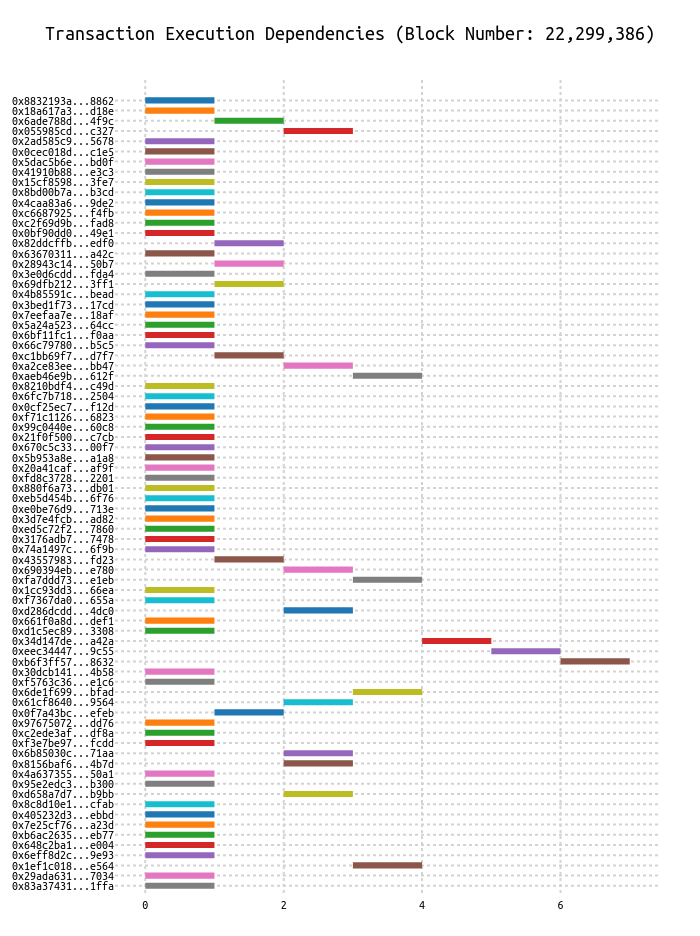 Transaction Execution Dependencies (Block Number: 22,299,386)
0x8832193a...8862
0x18a617a3...d18e
0x6ade788d...4f9c
0x055985cd...c327
0x2ad585c9...5678
0x0cec018d...c1e5
0x5dac5b6e...bd0f
0x41910b88...e3c3
0x15cf8598...3fe7
0x8bd00b7a...b3cd
0x4caa83a6...9de2
0xc6687925...f4fb
0xc2f69d9b...fad8
0x0bf90dd0...49e1
0x82ddcffb...edf0
0x63670311...a42c
0x28943c14...50b7
0x3e0d6cdd...fda4
0x69dfb212...3ff1
0x4b85591c...bead
0x3bed1f73...17cd
0x7eefaa7e...18af
0x5a24a523...64cc
0x6bf11fc1...f0aa
0x66c79780...b5c5
0xc1bb69f7...d7f7
0xa2ce83ee...bb47
0xaeb46e9b...612f
0x8210bdf4...c49d
0x6fc7b718...2504
0x0cf25ec7...f12d
0xf71c1126...6823
0x99c0440e...60c8
0x21f0f500...c7cb
0x670c5c33...00f7
0x5b953a8e...a1a8
0x20a41caf...af9f
0xfd8c3728...2201
0x880f6a73...db01
0xeb5d454b...6f76
0xe0be76d9...713e
0x3d7e4fcb...ad82
0xed5c72f2...7860
0x3176adb7...7478
0x74a1497c...6f9b
0x43557983...fd23
0x690394eb...e780
0xfa7ddd73...e1eb
0x1cc93dd3...66ea
0xf7367da0...655a
0xd286dcdd...4dc0
0x661f0a8d...def1
0xd1c5ec89...3308
0x34d147de...a42a
0xeec34447...9c55
0xb6f3ff57...8632
0x30dcb141...4b58
0xf5763c36...e1c6
0x6de1f699...bfad
0x61cf8640...9564
0x0f7a43bc...efeb
0x97675072...dd76
0xc2ede3af...df8a
0xf3e7be97...fcdd
0x6b85030c...71aa
0x8156baf6...4b7d
0x4a637355...50a1
0x95e2edc3...b300
0xd658a7d7...b9bb
0x8c8d10e1...cfab
0x405232d3...ebbd
0x7e25cf76...a23d
0xb6ac2635...eb77
0x648c2ba1...e004
0x6eff8d2c...9e93
0x1ef1c018...e564
0x29ada631...7034
0x83a37431...1ffa
0 2 4 6